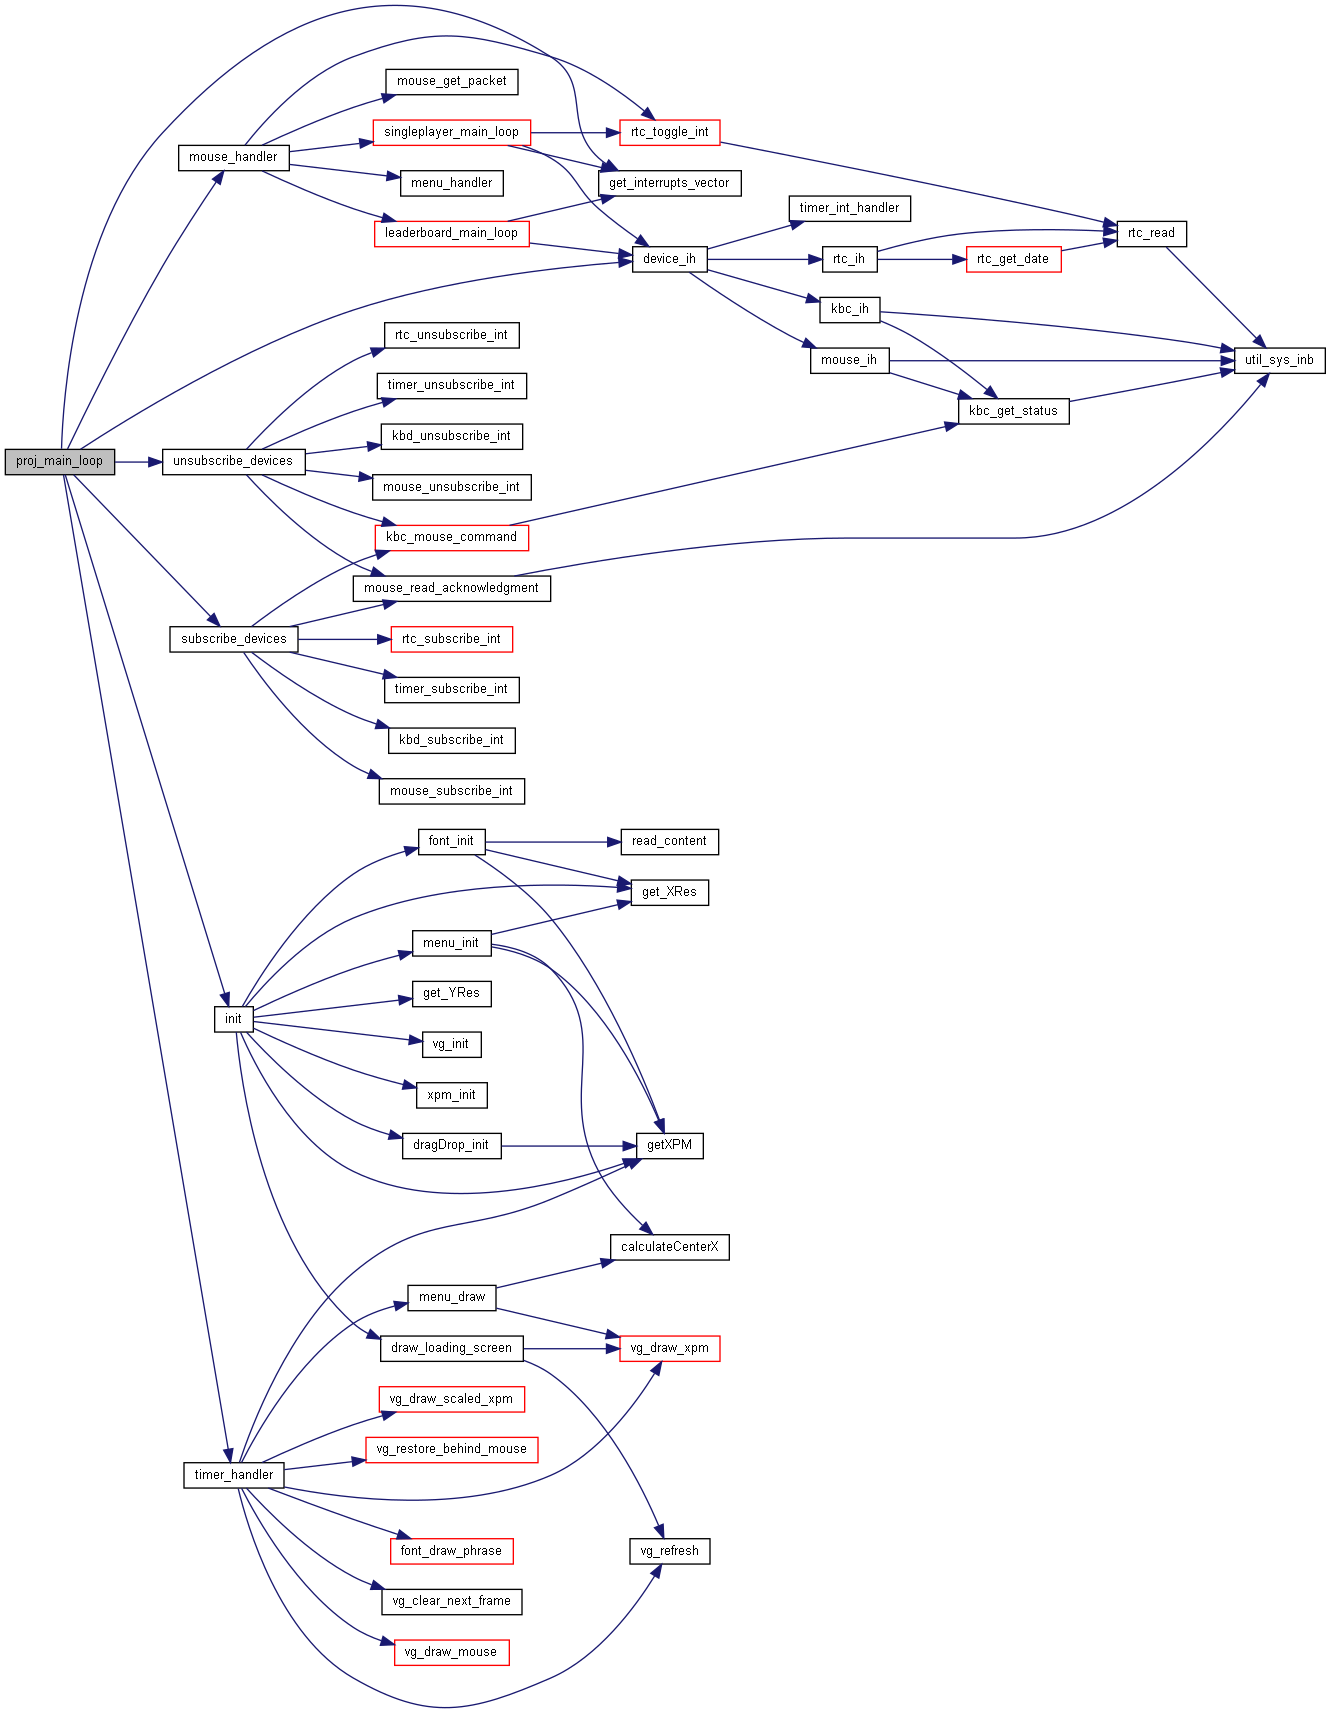 proj_main_loop
mouse_handler
mouse_get_packet
singleplayer_main_loop
menu_handler
leaderboard_main_loop
rtc_toggle_int
get_interrupts_vector
device_ih
timer_int_handler
rtc_ih
rtc_get_date
rtc_read
kbc_ih
mouse_ih
kbc_get_status
util_sys_inb
unsubscribe_devices
rtc_unsubscribe_int
timer_unsubscribe_int
kbd_unsubscribe_int
mouse_unsubscribe_int
kbc_mouse_command
mouse_read_acknowledgment
subscribe_devices
rtc_subscribe_int
timer_subscribe_int
kbd_subscribe_int
mouse_subscribe_int
init
font_init
read_content
get_XRes
menu_init
get_YRes
vg_init
xpm_init
dragDrop_init
getXPM
calculateCenterX
menu_draw
draw_loading_screen
vg_draw_xpm
timer_handler
vg_draw_scaled_xpm
vg_restore_behind_mouse
font_draw_phrase
vg_refresh
vg_clear_next_frame
vg_draw_mouse